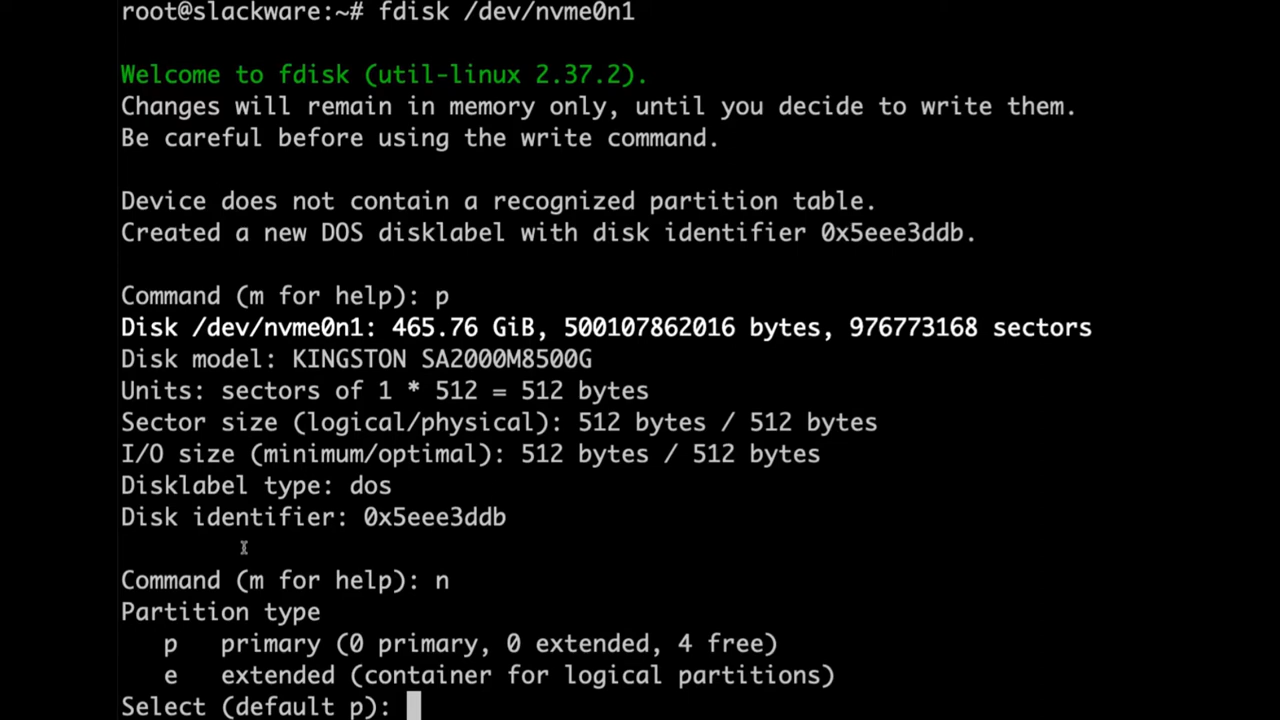 root@slackware:~# fdisk /dev/nvme0n1
Welcome to fdisk (util-linux 2.37.2).
Changes will remain in memory only, until you decide to write them.
Be careful before using the write command.
Device does not contain a recognized partition table.
Created a new DOS disklabel with disk identifier 0x5eee3ddb.
Command (m for help): p
Disk /dev/nvme0n1: 465.76 GiB, 500107862016 bytes, 976773168 sectors
Disk model: KINGSTON SA2000M8500G
Units: sectors of 1 * 512 = 512 bytes
Sector size (logical/physical): 512 bytes / 512 bytes
I/O size (minimum/optimal): 512 bytes / 512 bytes
Disklabel type: dos
Disk identifier: 0x5eee3ddb
Command (m for help): n
Partition type
p primary (0 primary, 0 extended, 4 free)
e extended (container for logical partitions)
Select (default p):